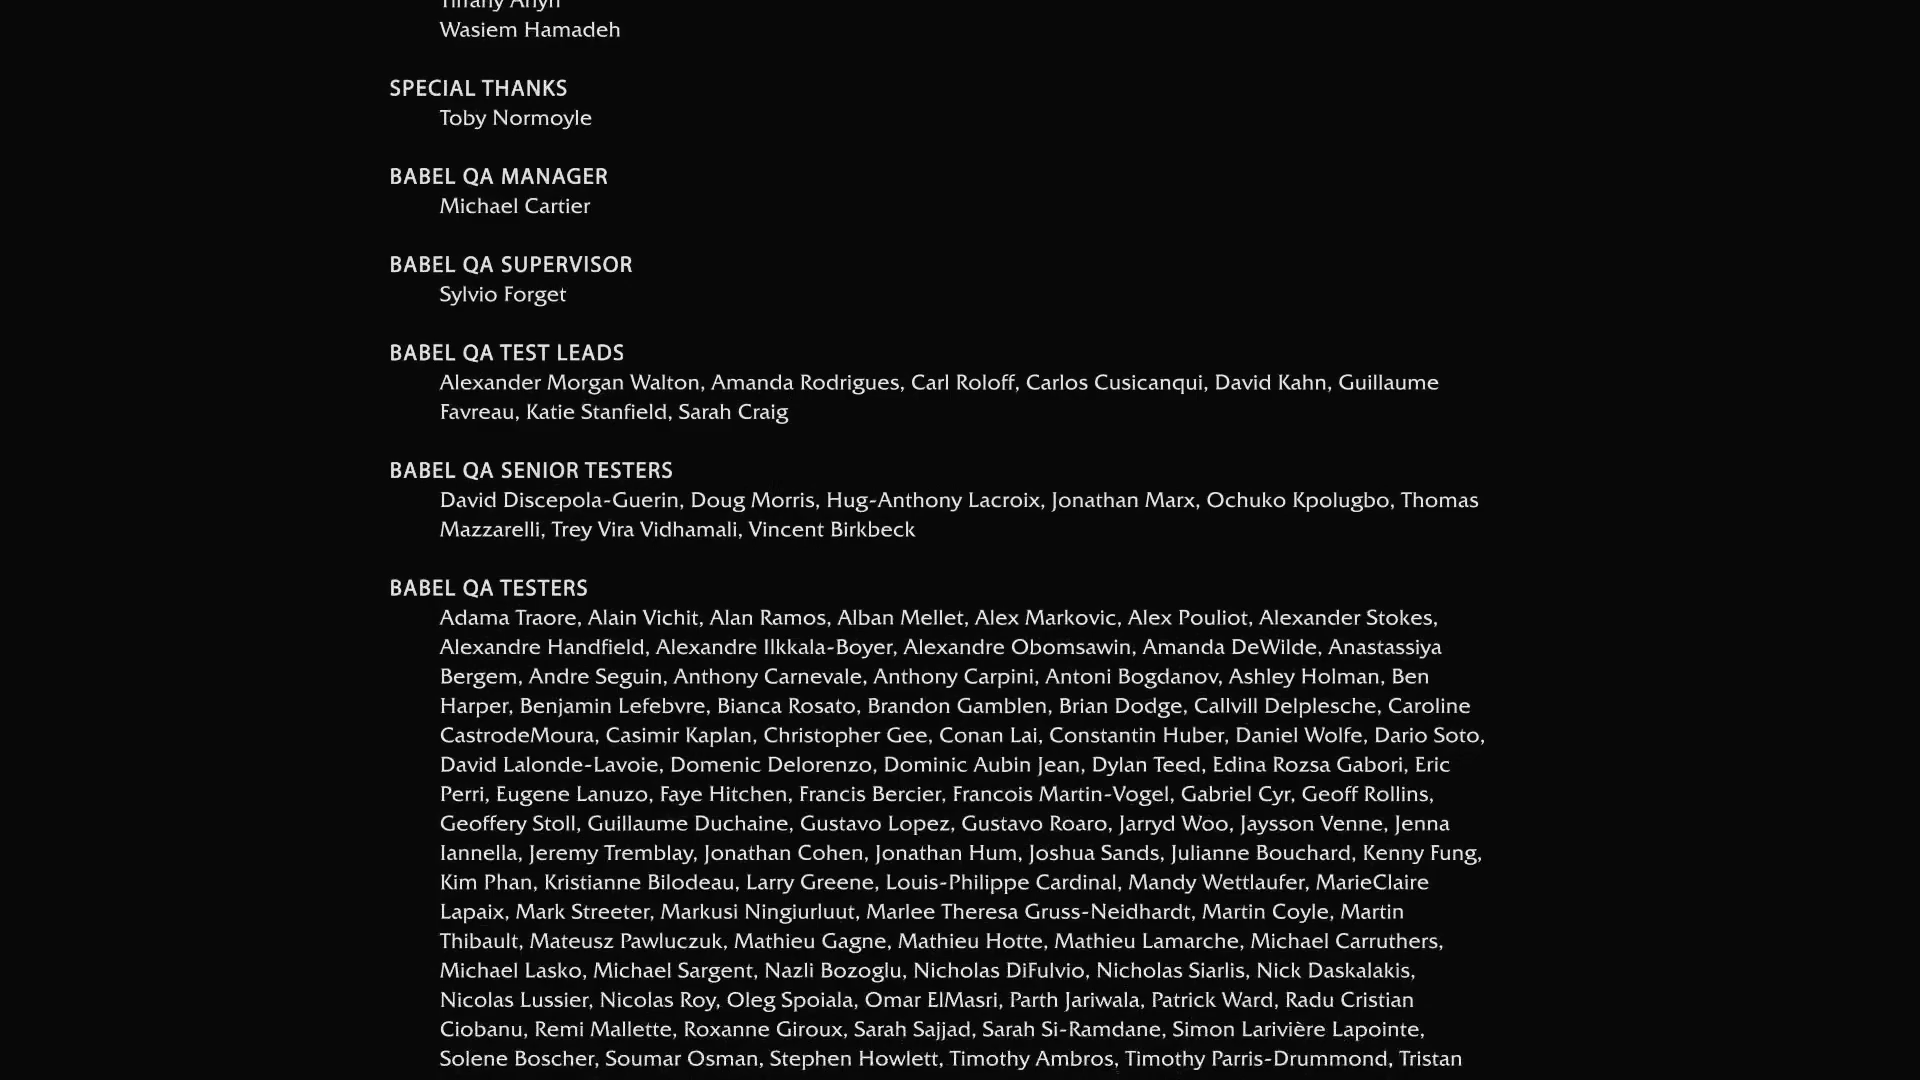 Tiffany Anyn
Wasiem Hamadeh
SPECIAL THANKS
Toby Normoyle
BABEL QA MANAGER
Michael Cartier
BABEL QA SUPERVISOR
Sylvio Forget
BABEL QA TEST LEADS
Alexander Morgan Walton, Amanda Rodrigues, Carl Roloff, Carlos Cusicanqui, David Kahn, Guillaume
Favreau, Katie Stanfield, Sarah Craig
BABEL QA SENIOR TESTERS
David Discepola-Guerin, Doug Morris, Hug-Anthony Lacroix, Jonathan Marx, Ochuko Kpolugbo, Thomas
Mazzarelli, Trey Vira Vidhamali, Vincent Birkbeck
BABEL QA TESTERS
Adama Traore, Alain Vichit, Alan Ramos, Alban Mellet, Alex Markovic, Alex Pouliot, Alexander Stokes,
Alexandre Handfield, Alexandre Ilkkala-Boyer, Alexandre Obomsawin, Amanda DeWilde, Anastassiya
Bergem, Andre Seguin, Anthony Carnevale, Anthony Carpini, Antoni Bogdanov, Ashley Holman, Ben
Harper, Benjamin Lefebvre, Bianca Rosato, Brandon Gamblen, Brian Dodge, Callvill Delplesche, Caroline
CastrodeMoura, Casimir Kaplan, Christopher Gee, Conan Lai, Constantin Huber, Daniel Wolfe, Dario Soto,
David Lalonde-Lavoie, Domenic Delorenzo, Dominic Aubin Jean, Dylan Teed, Edina Rozsa Gabori, Eric
Perri, Eugene Lanuzo, Faye Hitchen, Francis Bercier, Francois Martin-Vogel, Gabriel Cyr, Geoff Rollins,
Geoffery Stoll, Guillaume Duchaine, Gustavo Lopez, Gustavo Roaro, Jarryd Woo, Jaysson Venne, Jenna
Iannella, Jeremy Tremblay, Jonathan Cohen, Jonathan Hum, Joshua Sands, Julianne Bouchard, Kenny Fung,
Kim Phan, Kristianne Bilodeau, Larry Greene, Louis-Philippe Cardinal, Mandy Wettlaufer, MarieClaire
Lapaix, Mark Streeter, Markusi Ningiurluut, Marlee Theresa Gruss-Neidhardt, Martin Coyle, Martin
Thibault, Mateusz Pawluczuk, Mathieu Gagne, Mathieu Hotte, Mathieu Lamarche, Michael Carruthers,
Michael Lasko, Michael Sargent, Nazli Bozoglu, Nicholas DiFulvio, Nicholas Siarlis, Nick Daskalakis,
Nicolas Lussier, Nicolas Roy, Oleg Spoiala, Omar ElMasri, Parth Jariwala, Patrick Ward, Radu Cristian
Ciobanu, Remi Mallette, Roxanne Giroux, Sarah Sajjad, Sarah Si-Ramdane, Simon Larivière Lapointe,
Solene Boscher, Soumar Osman, Stephen Howlett, Timothy Ambros, Timothy Parris-Drummond, Tristan